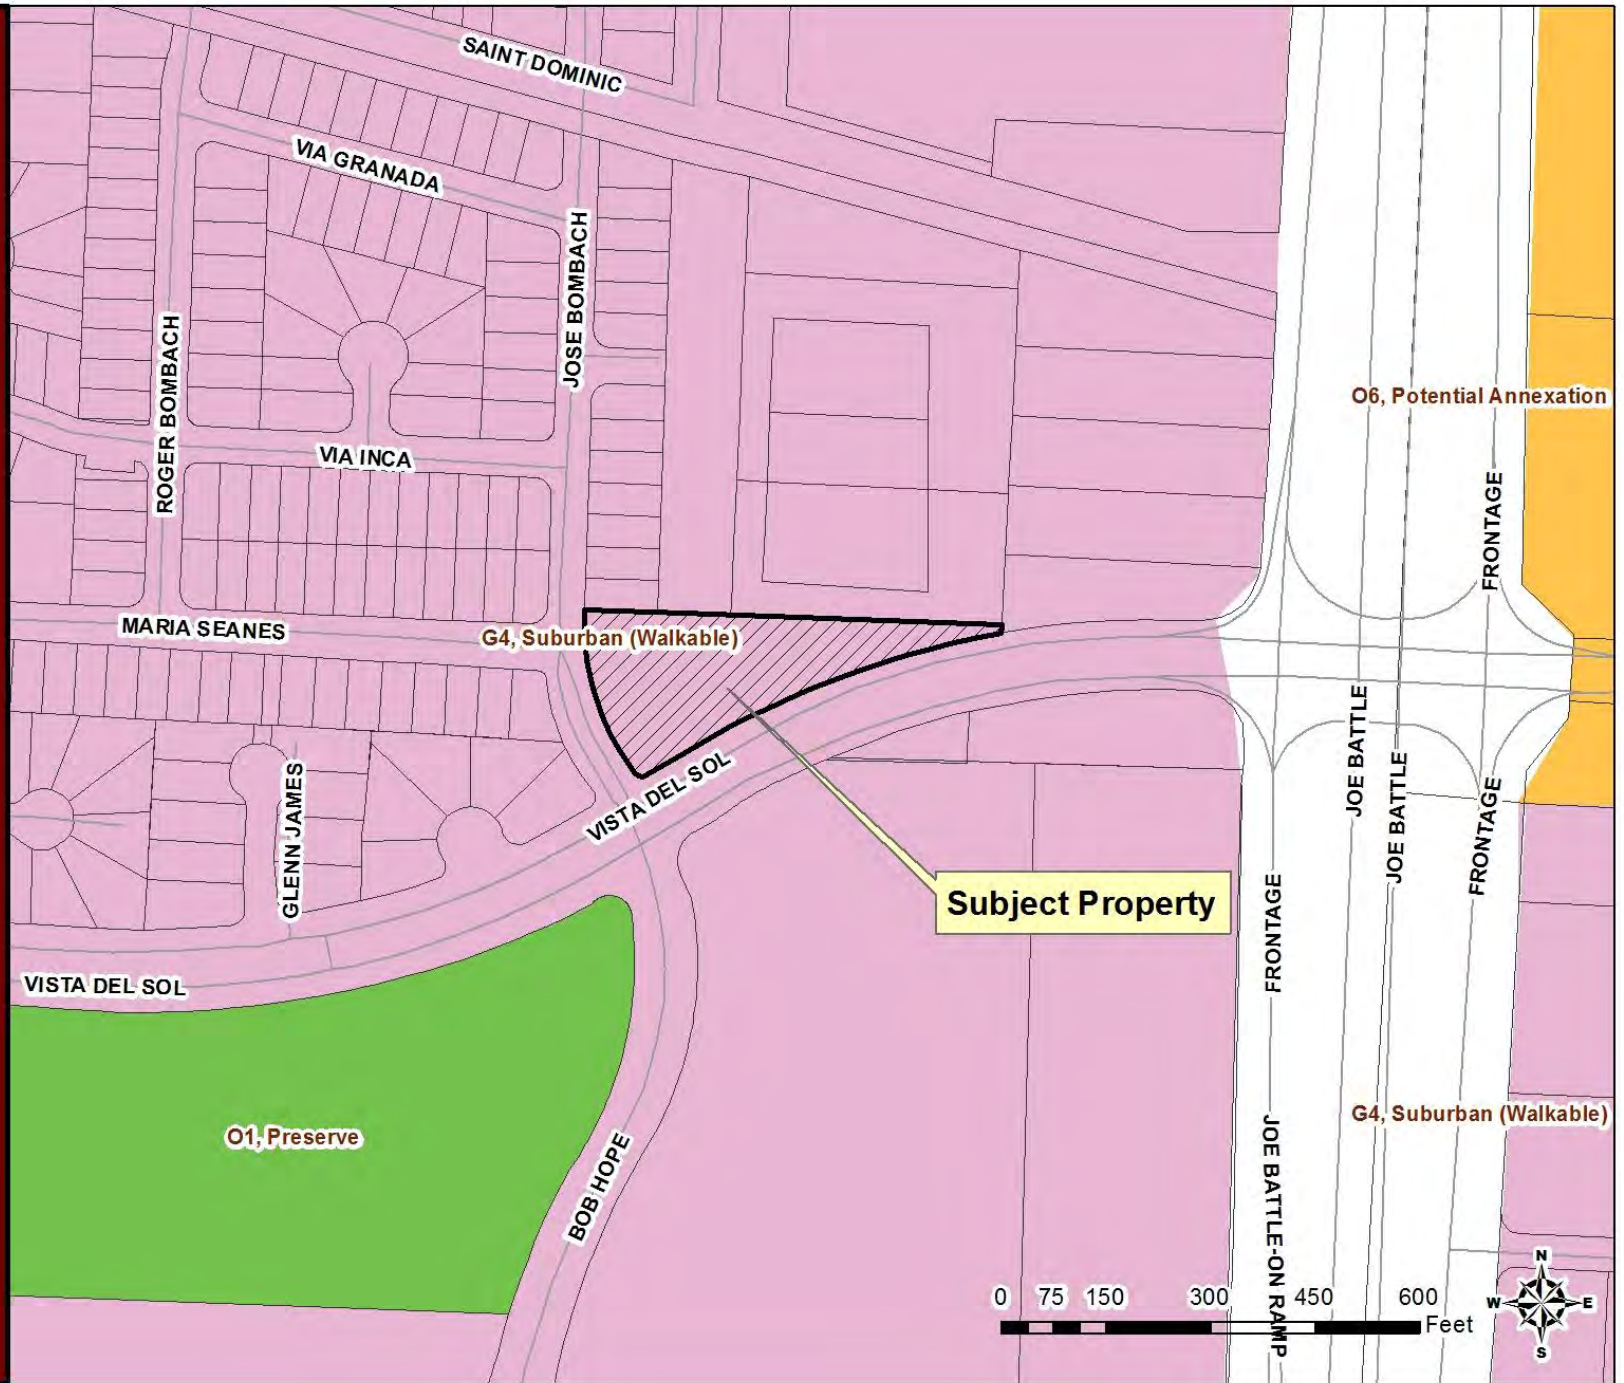 SAINT DOMINIC
VIA GRANADA
JOSE BOMBACH
ROGER BOMBACH
O6, Potential Annexation
VIA INCA
FRONTAGE
MARIA SEANES
G4, Suburban (Walkable)
JOE BATTLE
JOE BATTLE
VISTA DEL SOL
GLENN JAMES
FRONTAGE
Subject Property
FRONTAGE
VISTA DEL SOL
O1, Preserve
G4, Suburban (Walkable)
BOB HOPE
JOE BATTLE-ON RAMP
0 75 150 300 450 600
Feet
N
W E
S